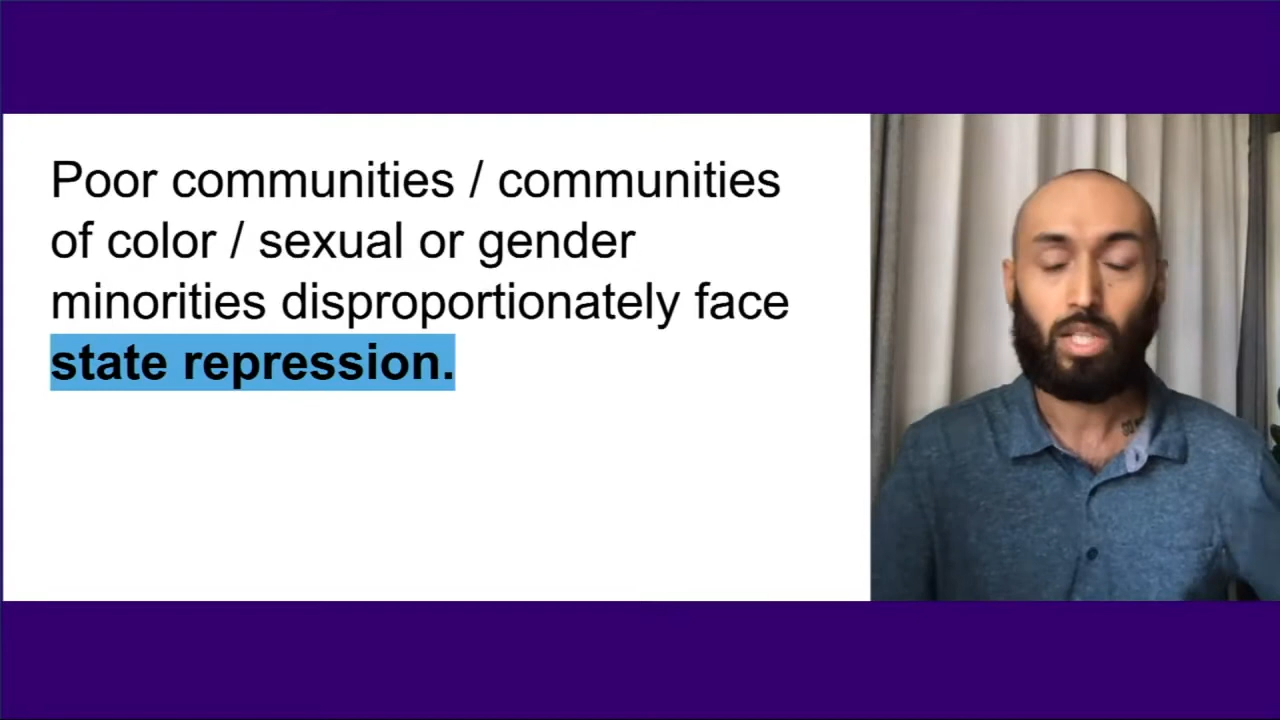 Poor communities / communities
of color / sexual or gender
minorities disproportionately face
state repression.